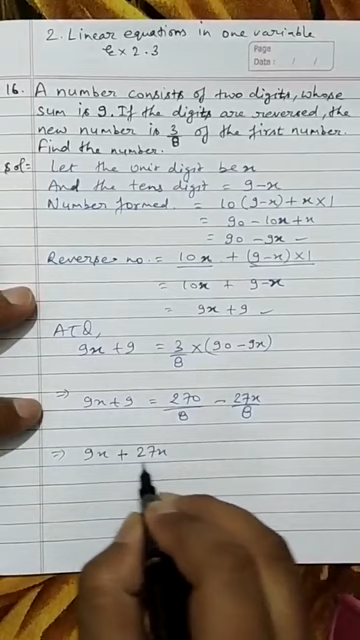 2. Linear equations in one variable
Ex 2.3
Page
Date: / /
16. A number consists of two digits, whose
sum is 9. If the digits are reversed, the
new number is 3/8 of the first number.
Find the number.
Sol= Let the unit digit be x
And the tens digit = 9-x
Number formed = 10(9-x) + x×1
= 90 - 10x + x
= 90 - 9x
Reverse no. = 10x + (9-x)×1
= 10x + 9-x
= 9x + 9
ATQ,
9x + 9 = 3/8 × (90 - 9x)
⇒ 9x + 9 = 270/8 - 27x/8
⇒ 9x + 27x